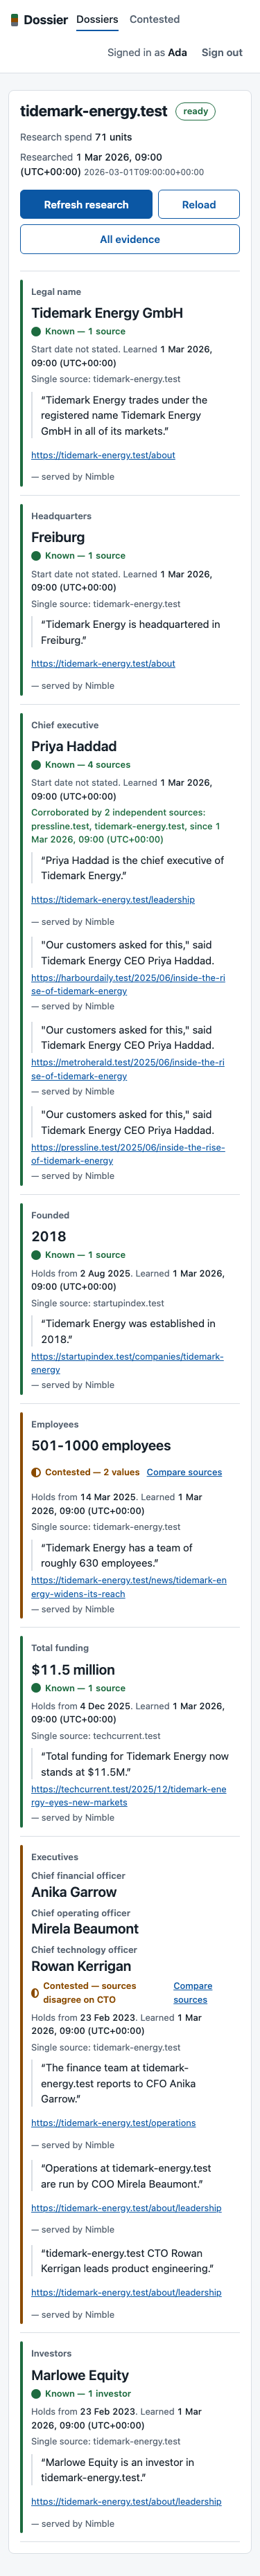 Dossier Dossiers Contested
Signed in as Ada Sign out
tidemark-energy.test ready
Research spend 71 units
Researched 1 Mar 2026, 09:00
(UTC+00:00) 2026-03-01T09:00:00+00:00
Refresh research Reload
All evidence
Legal name
Tidemark Energy GmbH
Known — 1 source
Start date not stated. Learned 1 Mar 2026,
09:00 (UTC+00:00)
Single source: tidemark-energy.test
“Tidemark Energy trades under the
registered name Tidemark Energy
GmbH in all of its markets.”
https://tidemark-energy.test/about
— served by Nimble
Headquarters
Freiburg
Known — 1 source
Start date not stated. Learned 1 Mar 2026,
09:00 (UTC+00:00)
Single source: tidemark-energy.test
“Tidemark Energy is headquartered in
Freiburg.”
https://tidemark-energy.test/about
— served by Nimble
Chief executive
Priya Haddad
Known — 4 sources
Start date not stated. Learned 1 Mar 2026,
09:00 (UTC+00:00)
Corroborated by 2 independent sources:
pressline.test, tidemark-energy.test, since 1
Mar 2026, 09:00 (UTC+00:00)
“Priya Haddad is the chief executive of
Tidemark Energy.”
https://tidemark-energy.test/leadership
— served by Nimble
"Our customers asked for this," said
Tidemark Energy CEO Priya Haddad.
https://harbourdaily.test/2025/06/inside-the-ri
se-of-tidemark-energy
— served by Nimble
"Our customers asked for this," said
Tidemark Energy CEO Priya Haddad.
https://metroherald.test/2025/06/inside-the-ri
se-of-tidemark-energy
— served by Nimble
"Our customers asked for this," said
Tidemark Energy CEO Priya Haddad.
https://pressline.test/2025/06/inside-the-rise-
of-tidemark-energy
— served by Nimble
Founded
2018
Known — 1 source
Holds from 2 Aug 2025. Learned 1 Mar 2026,
09:00 (UTC+00:00)
Single source: startupindex.test
“Tidemark Energy was established in
2018.”
https://startupindex.test/companies/tidemark-
energy
— served by Nimble
Employees
501-1000 employees
Contested — 2 values Compare sources
Holds from 14 Mar 2025. Learned 1 Mar
2026, 09:00 (UTC+00:00)
Single source: tidemark-energy.test
“Tidemark Energy has a team of
roughly 630 employees.”
https://tidemark-energy.test/news/tidemark-en
ergy-widens-its-reach
— served by Nimble
Total funding
$11.5 million
Known — 1 source
Holds from 4 Dec 2025. Learned 1 Mar 2026,
09:00 (UTC+00:00)
Single source: techcurrent.test
“Total funding for Tidemark Energy now
stands at $11.5M.”
https://techcurrent.test/2025/12/tidemark-ene
rgy-eyes-new-markets
— served by Nimble
Executives
Chief financial officer
Anika Garrow
Chief operating officer
Mirela Beaumont
Chief technology officer
Rowan Kerrigan
Contested — sources Compare
disagree on CTO sources
Holds from 23 Feb 2023. Learned 1 Mar
2026, 09:00 (UTC+00:00)
Single source: tidemark-energy.test
“The finance team at tidemark-
energy.test reports to CFO Anika
Garrow.”
https://tidemark-energy.test/operations
— served by Nimble
“Operations at tidemark-energy.test
are run by COO Mirela Beaumont.”
https://tidemark-energy.test/about/leadership
— served by Nimble
“tidemark-energy.test CTO Rowan
Kerrigan leads product engineering.”
https://tidemark-energy.test/about/leadership
— served by Nimble
Investors
Marlowe Equity
Known — 1 investor
Holds from 23 Feb 2023. Learned 1 Mar
2026, 09:00 (UTC+00:00)
Single source: tidemark-energy.test
“Marlowe Equity is an investor in
tidemark-energy.test.”
https://tidemark-energy.test/about/leadership
— served by Nimble